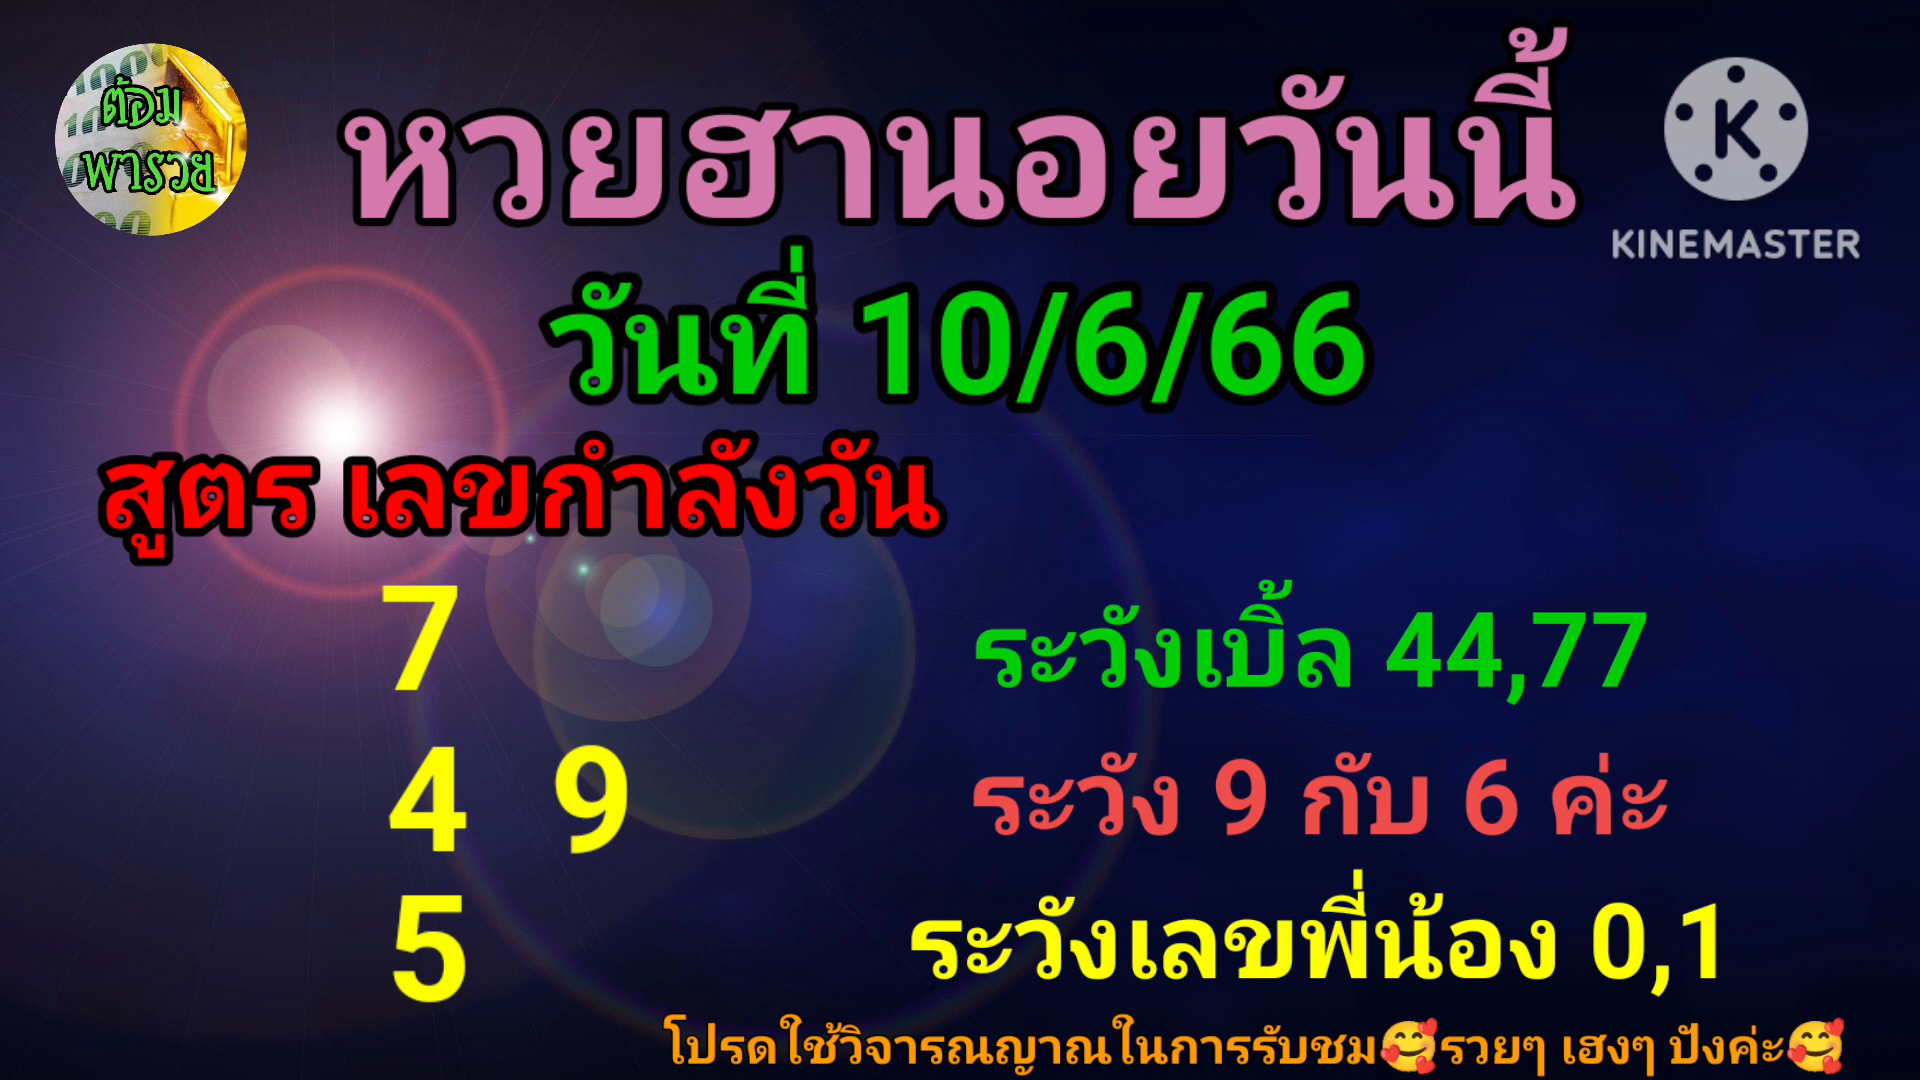 ต้อม
พารวย
หวยฮานอยวันนี้
KINEMASTER
วันที่ 10/6/66
สูตร เลขกำลังวัน
7
ระวังเบิ้ล 44,77
4 9
ระวัง 9 กับ 6 ค่ะ
5
ระวังเลขพี่น้อง 0,1
โปรดใช้วิจารณญาณในการรับชม🥰รวยๆ เฮงๆ ปังค่ะ🥰